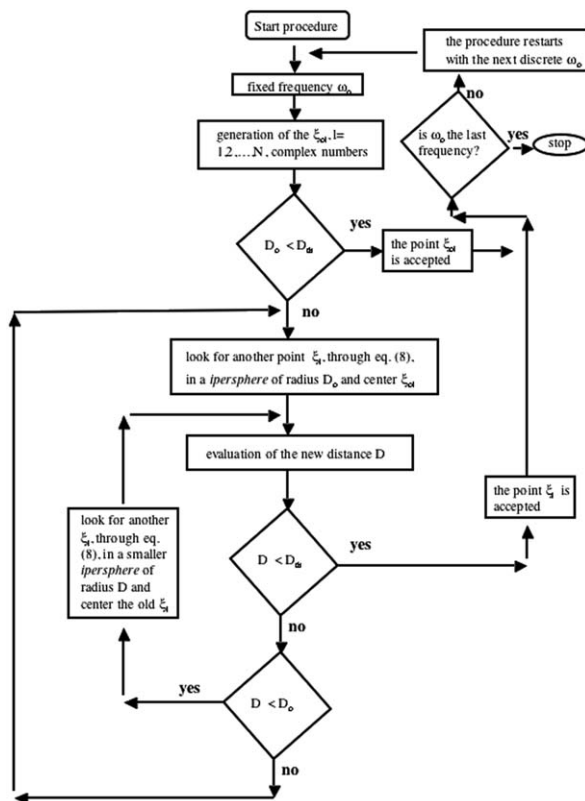 Start procedure
the procedure restarts
with the next discrete ω₀
fixed frequency ω₀
no
generation of the ξ₀ₗ, l=
1,2,....,N, complex numbers
is ω₀ the last
frequency?
yes
stop
yes
D₀ < D
the point ξ₀ₗ
is accepted
no
look for another point ξₗ, through eq. (8),
in a ipersphere of radius D₀ and center ξ₀ₗ
evaluation of the new distance D
the point ξₗ is
accepted
look for another
ξₗ, through eq.
(8), in a smaller
ipersphere of
radius D and
center the old ξₗ
D < D
yes
no
yes
D < D₀
no